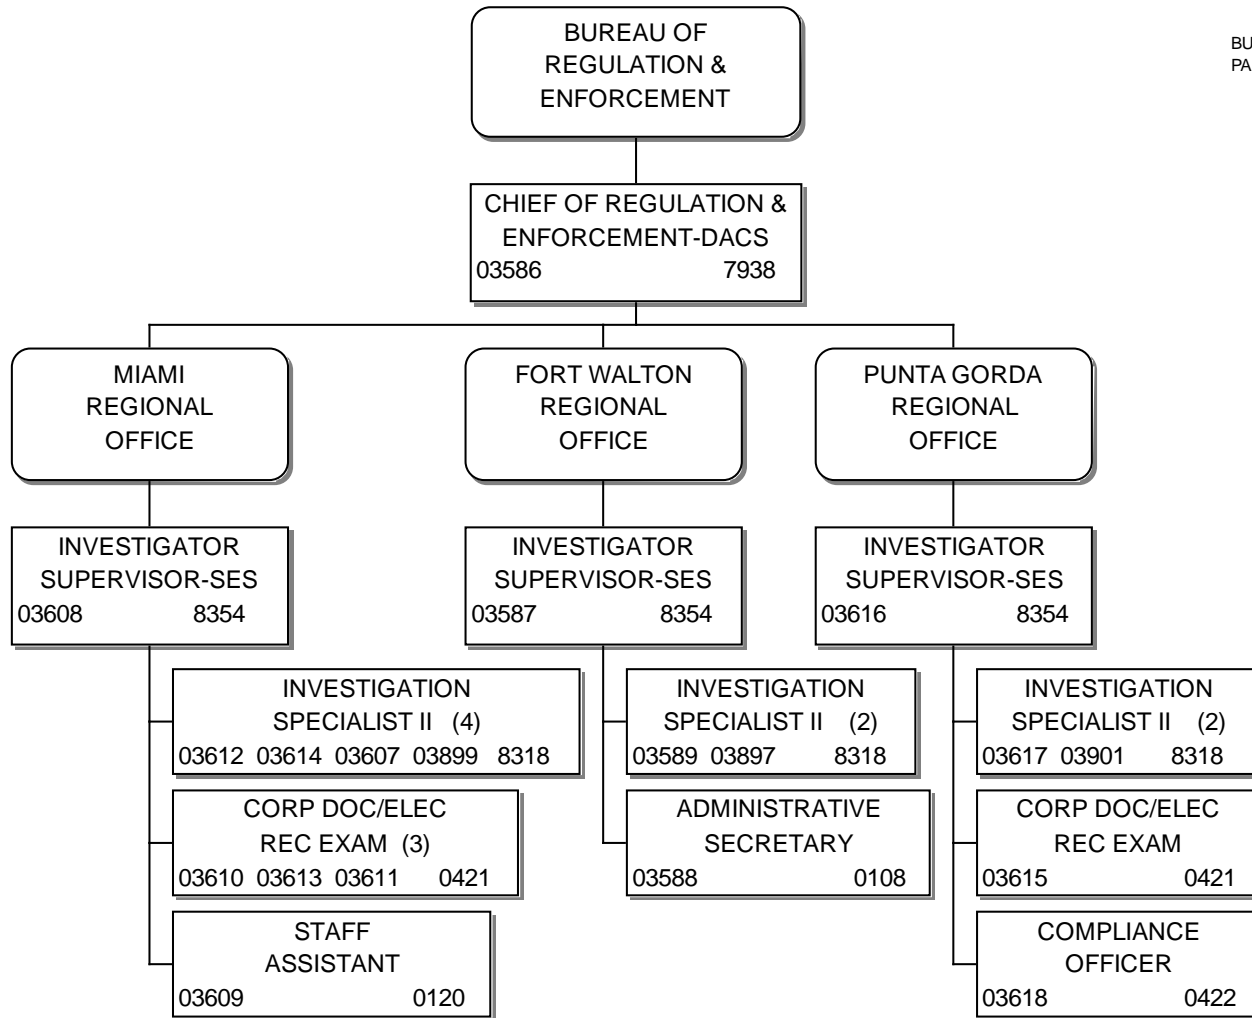 BUREAU OF
REGULATION &
ENFORCEMENT
BU
PA
CHIEF OF REGULATION &
ENFORCEMENT-DACS
03586 7938
MIAMI
REGIONAL
OFFICE
FORT WALTON
REGIONAL
OFFICE
PUNTA GORDA
REGIONAL
OFFICE
INVESTIGATOR
SUPERVISOR-SES
03608 8354
INVESTIGATOR
SUPERVISOR-SES
03587 8354
INVESTIGATOR
SUPERVISOR-SES
03616 8354
INVESTIGATION
SPECIALIST II (4)
03612 03614 03607 03899 8318
INVESTIGATION
SPECIALIST II (2)
03589 03897 8318
INVESTIGATION
SPECIALIST II (2)
03617 03901 8318
CORP DOC/ELEC
REC EXAM (3)
03610 03613 03611 0421
ADMINISTRATIVE
SECRETARY
03588 0108
CORP DOC/ELEC
REC EXAM
03615 0421
STAFF
ASSISTANT
03609 0120
COMPLIANCE
OFFICER
03618 0422